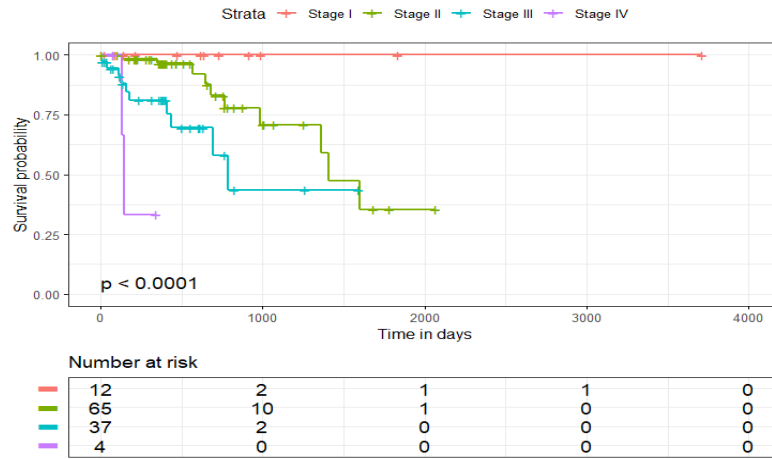 Strata Stage I Stage II Stage III Stage IV
1.00
0.75
0.50
0.25
0.00
Survival probability
p < 0.0001
0 1000 2000 3000 4000
Time in days
Number at risk
12 2 1 1 0
65 10 1 0 0
37 2 0 0 0
4 0 0 0 0